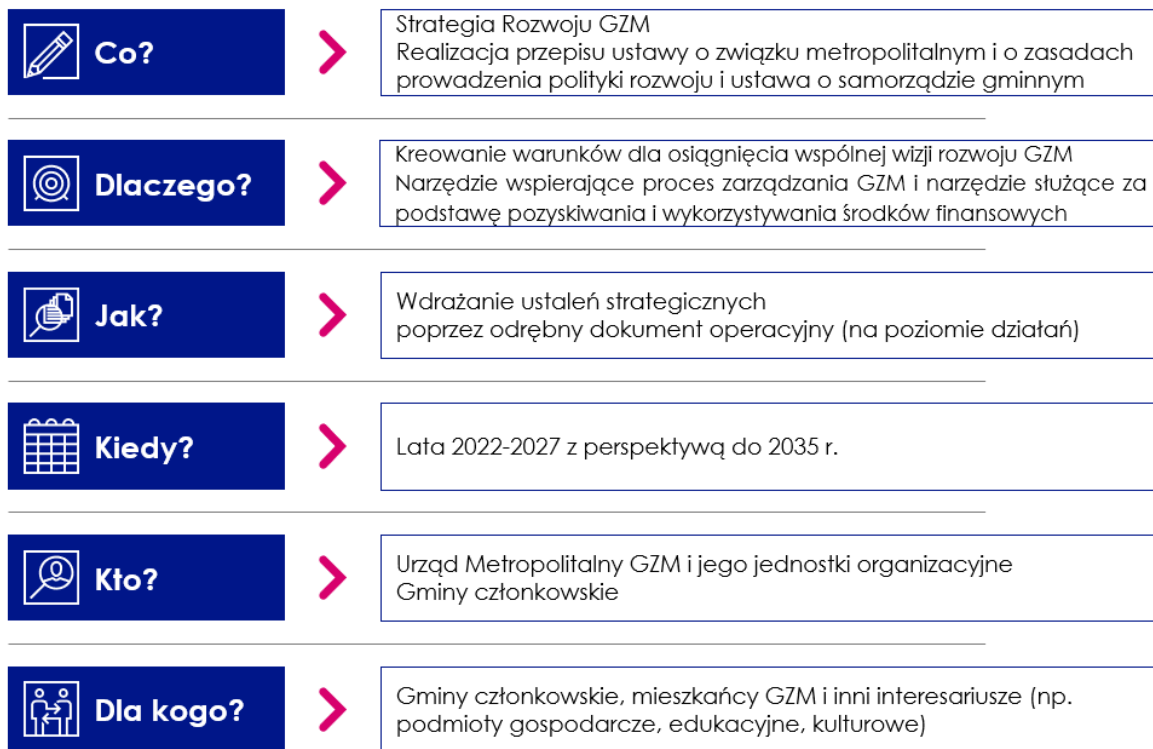 Co?
Strategia Rozwoju GZM
Realizacja przepisu ustawy o związku metropolitalnym i o zasadach
prowadzenia polityki rozwoju i ustawa o samorządzie gminnym
Dlaczego?
Kreowanie warunków dla osiągnięcia wspólnej wizji rozwoju GZM
Narzędzie wspierające proces zarządzania GZM i narzędzie służące za
podstawę pozyskiwania i wykorzystywania środków finansowych
Jak?
Wdrażanie ustaleń strategicznych
poprzez odrębny dokument operacyjny (na poziomie działań)
Kiedy?
Lata 2022-2027 z perspektywą do 2035 r.
Kto?
Urząd Metropolitalny GZM i jego jednostki organizacyjne
Gminy członkowskie
Dla kogo?
Gminy członkowskie, mieszkańcy GZM i inni interesariusze (np.
podmioty gospodarcze, edukacyjne, kulturowe)